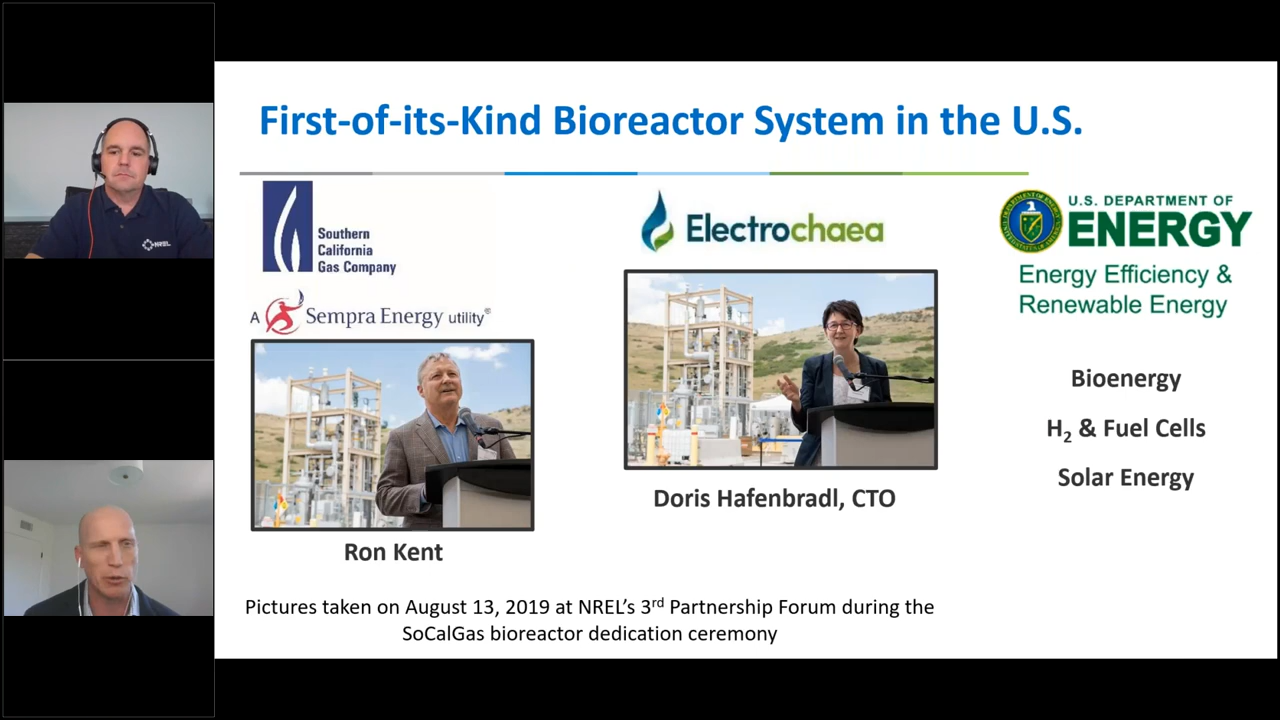 First-of-its-Kind Bioreactor System in the U.S.
Southern
California
Gas Company
A Sempra Energy utility®
Electrochaea
U.S. DEPARTMENT OF
ENERGY
Energy Efficiency &
Renewable Energy
NREL
Bioenergy
H₂ & Fuel Cells
Solar Energy
Doris Hafenbradl, CTO
Ron Kent
Pictures taken on August 13, 2019 at NREL's 3rd Partnership Forum during the
SoCalGas bioreactor dedication ceremony